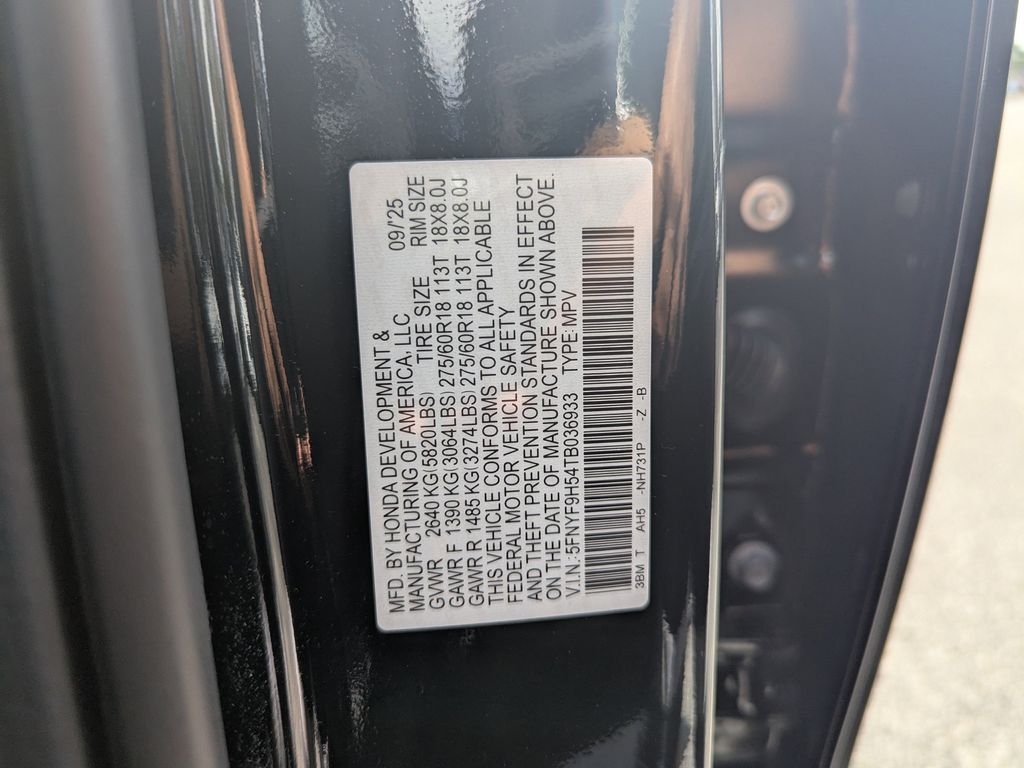 MFD. BY HONDA DEVELOPMENT &
MANUFACTURING OF AMERICA, LLC 09/'25
GVWR 2640 KG(5820LBS) TIRE SIZE RIM SIZE
GAWR F 1390 KG(3064LBS) 275/60R18 113T 18X8.0J
GAWR R 1485 KG(3274LBS) 275/60R18 113T 18X8.0J
THIS VEHICLE CONFORMS TO ALL APPLICABLE
FEDERAL MOTOR VEHICLE SAFETY
AND THEFT PREVENTION STANDARDS IN EFFECT
ON THE DATE OF MANUFACTURE SHOWN ABOVE.
V.I.N.:5FNYF9H54TB036933 TYPE: MPV
3BM T AH5 -NH731P -Z -B